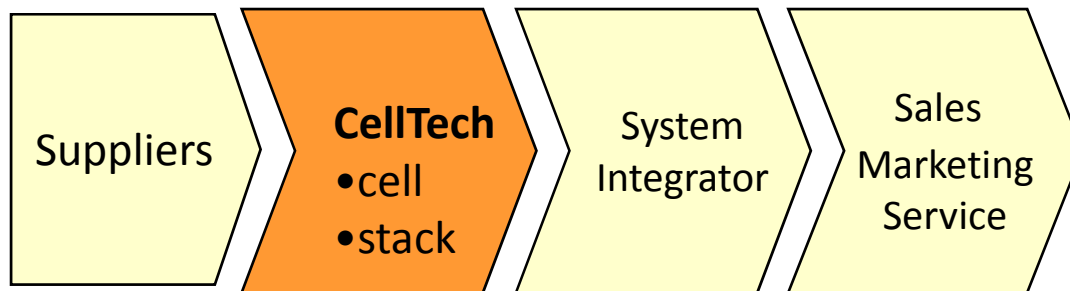 Suppliers
CellTech
•cell
•stack
System
Integrator
Sales
Marketing
Service